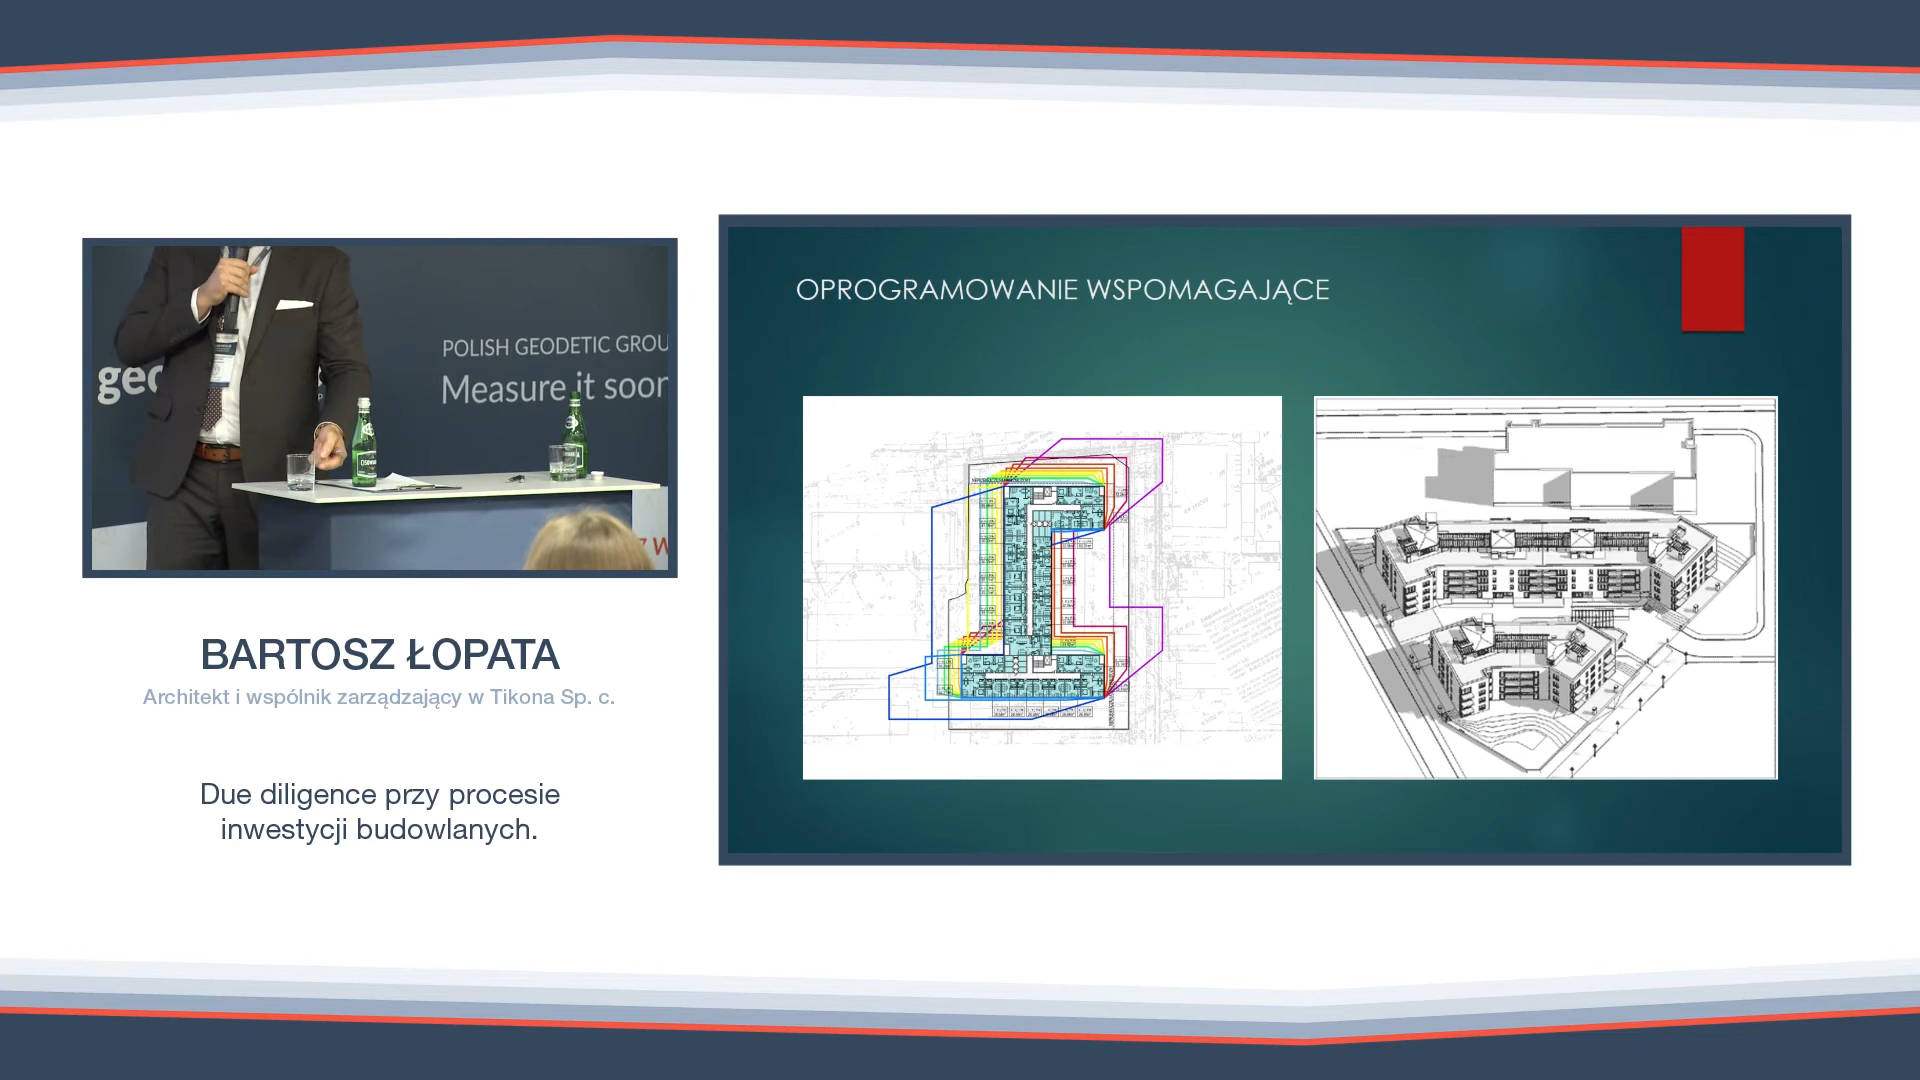 OPROGRAMOWANIE WSPOMAGAJĄCE
geo
POLISH GEODETIC GROU
Measure it soon
BARTOSZ ŁOPATA
Architekt i wspólnik zarządzający w Tikona Sp. c.
Due diligence przy procesie
inwestycji budowlanych.